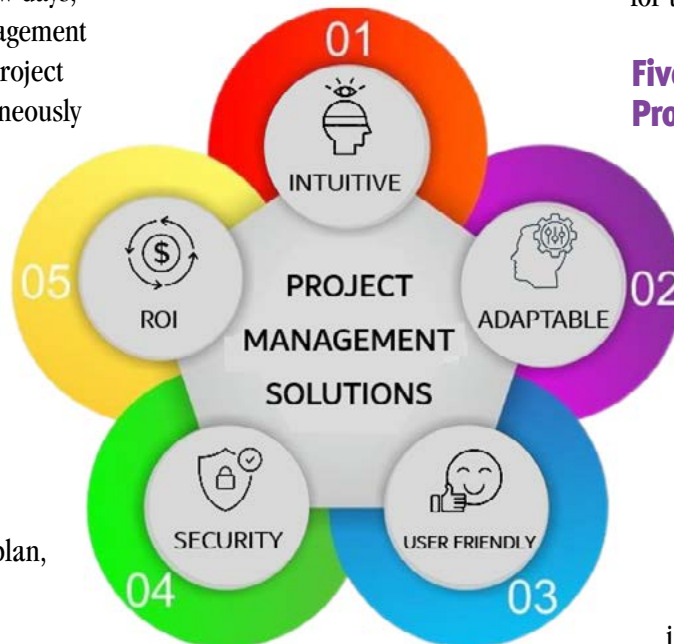 agement
roject
neously
for t
Five
Pro
01
INTUITIVE
02
ADAPTABLE
03
USER FRIENDLY
04
SECURITY
05
$
ROI
PROJECT
MANAGEMENT
SOLUTIONS
plan,
i